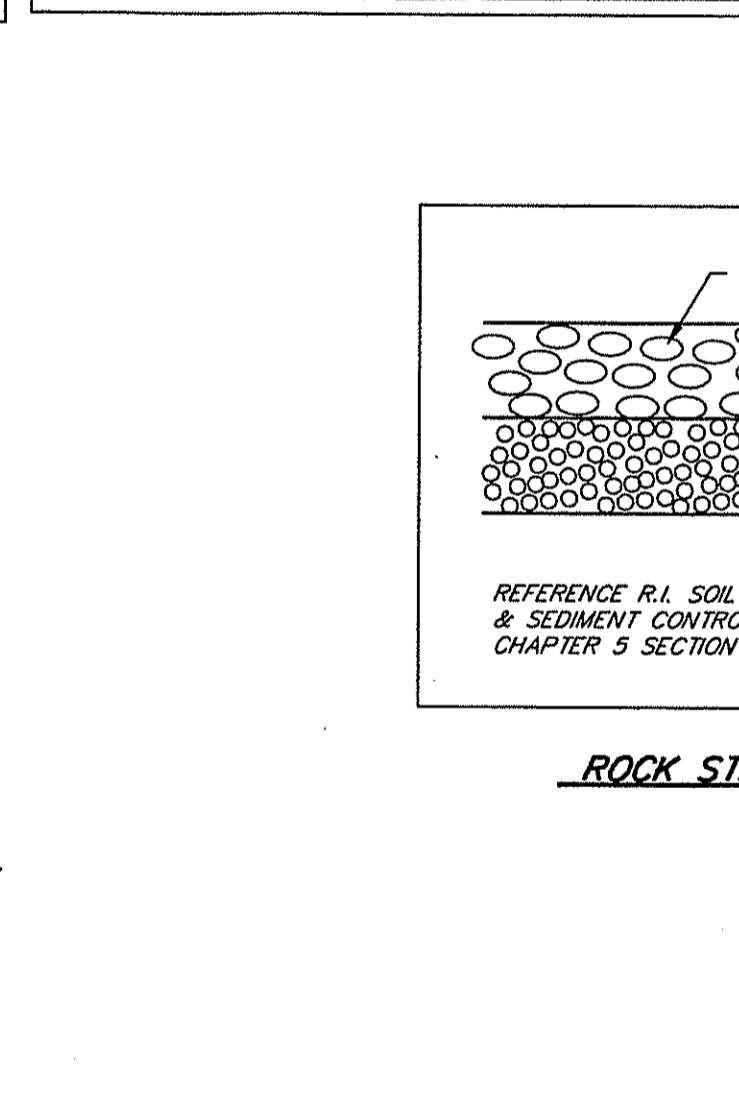 REFERENCE R.I. SOIL
& SEDIMENT CONTRO
CHAPTER 5 SECTION
ROCK ST